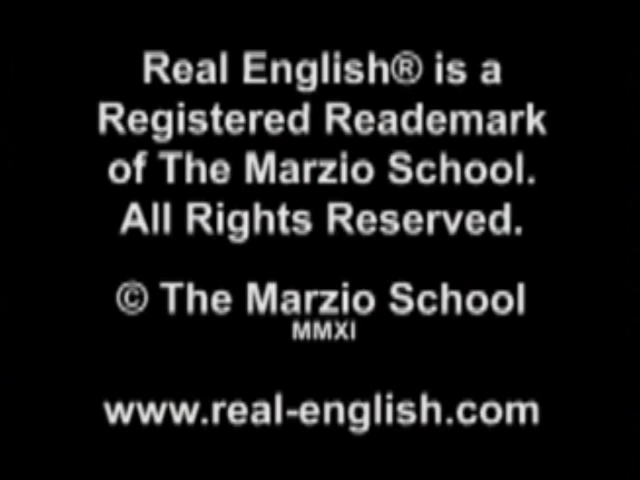 Real English® is a
Registered Reademark
of The Marzio School.
All Rights Reserved.
© The Marzio School
MMXI
www.real-english.com